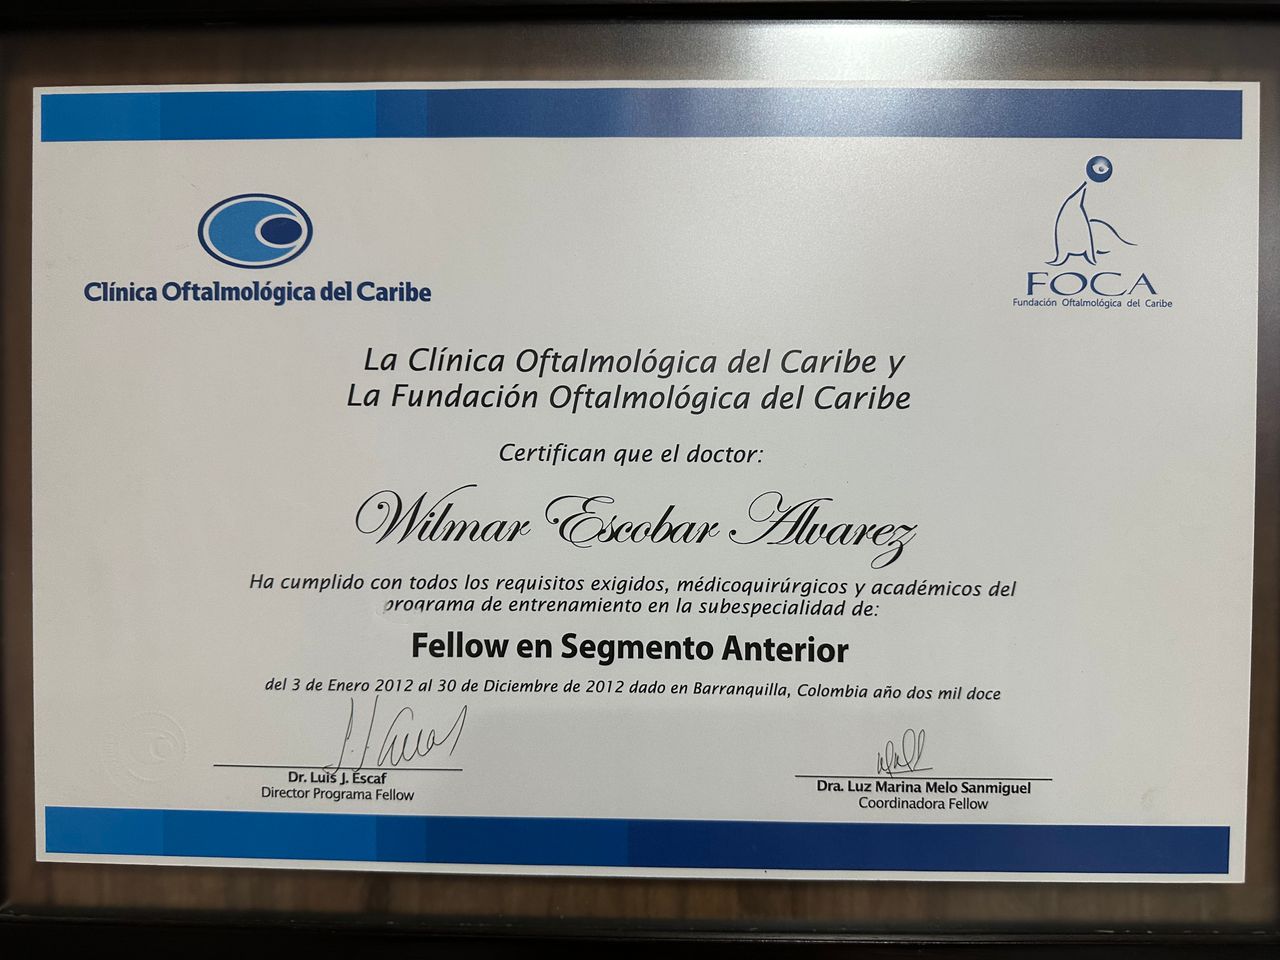 Clínica Oftalmológica del Caribe
FOCA
Fundación Oftalmológica del Caribe
La Clínica Oftalmológica del Caribe y
La Fundación Oftalmológica del Caribe
Certifican que el doctor:
Wilmar Escobar Alvarez
Ha cumplido con todos los requisitos exigidos, médicoquirúrgicos y académicos del
programa de entrenamiento en la subespecialidad de:
Fellow en Segmento Anterior
del 3 de Enero 2012 al 30 de Diciembre de 2012 dado en Barranquilla, Colombia año dos mil doce
Dr. Luis J. Escaf
Director Programa Fellow
Dra. Luz Marina Melo Sanmiguel
Coordinadora Fellow